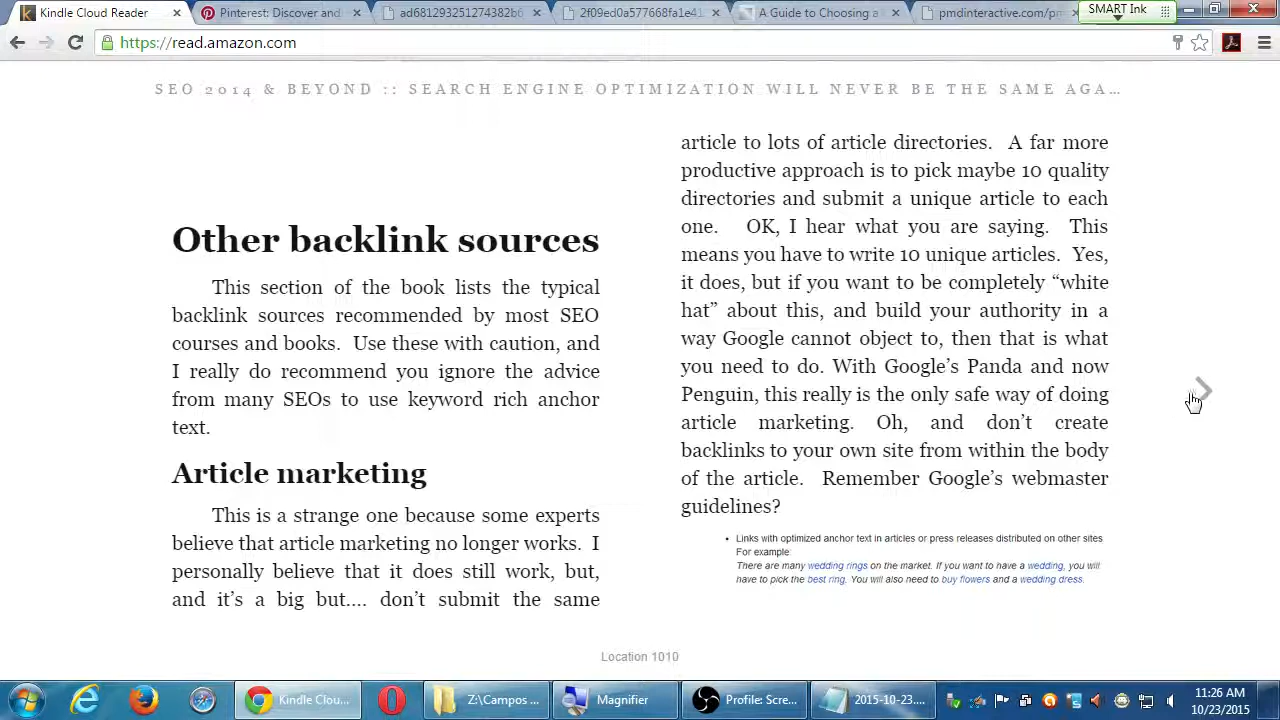 Kindle Cloud Reader
Pinterest: Discover and
ad681293251274382b6
2f09ed0a577668fa1e41
A Guide to Choosing a
pmdinteractive.com/pm
SMART Ink
https://read.amazon.com
SEO 2014 & BEYOND :: SEARCH ENGINE OPTIMIZATION WILL NEVER BE THE SAME AGA…
Other backlink sources
This section of the book lists the typical
backlink sources recommended by most SEO
courses and books. Use these with caution, and
I really do recommend you ignore the advice
from many SEOs to use keyword rich anchor
text.
Article marketing
This is a strange one because some experts
believe that article marketing no longer works. I
personally believe that it does still work, but,
and it’s a big but.... don’t submit the same
article to lots of article directories. A far more
productive approach is to pick maybe 10 quality
directories and submit a unique article to each
one. OK, I hear what you are saying. This
means you have to write 10 unique articles. Yes,
it does, but if you want to be completely “white
hat” about this, and build your authority in a
way Google cannot object to, then that is what
you need to do. With Google’s Panda and now
Penguin, this really is the only safe way of doing
article marketing. Oh, and don’t create
backlinks to your own site from within the body
of the article. Remember Google’s webmaster
guidelines?
• Links with optimized anchor text in articles or press releases distributed on other sites
For example
There are many wedding rings on the market. If you want to have a wedding, you will
have to pick the best ring. You will also need to buy flowers and a wedding dress.
Location 1010
Kindle Clou...
Z:\Campos ...
Magnifier
Profile: Scre...
2015-10-23....
11:26 AM
10/23/2015